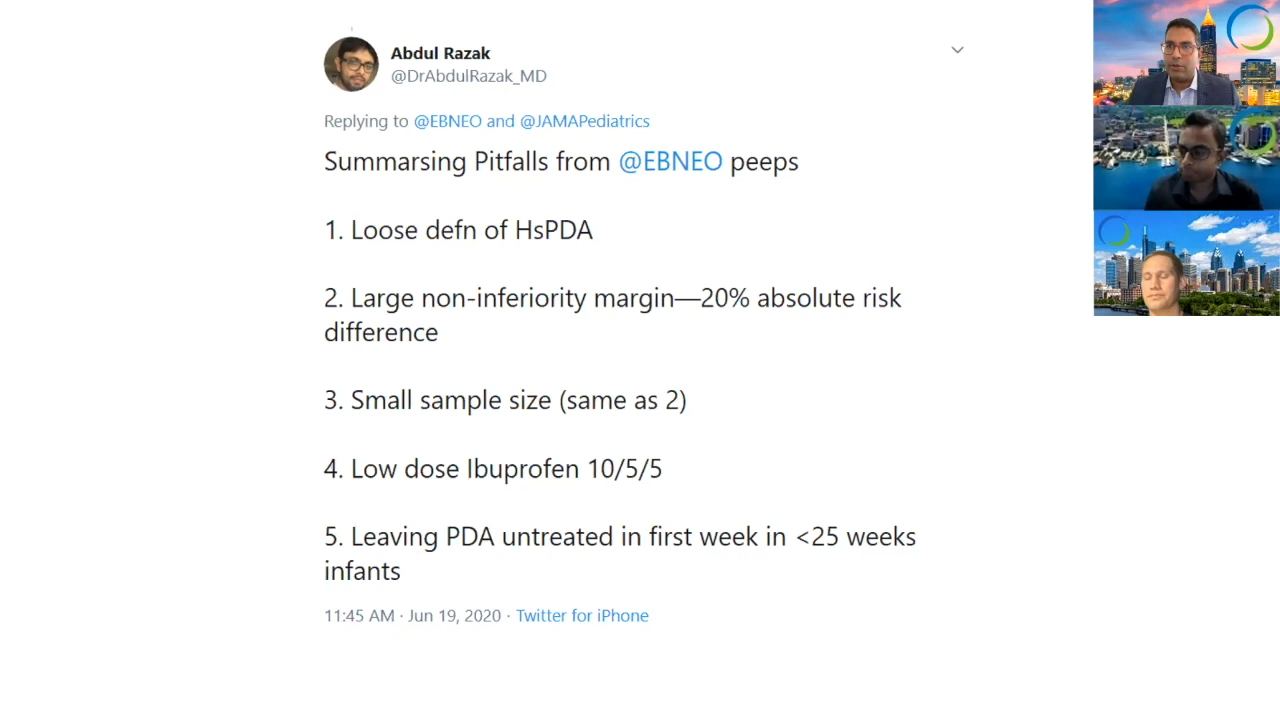 Abdul Razak
@DrAbdulRazak_MD
Replying to @EBNEO and @JAMAPediatrics
Summarsing Pitfalls from @EBNEO peeps
1. Loose defn of HsPDA
2. Large non-inferiority margin—20% absolute risk
difference
3. Small sample size (same as 2)
4. Low dose Ibuprofen 10/5/5
5. Leaving PDA untreated in first week in <25 weeks
infants
11:45 AM · Jun 19, 2020 · Twitter for iPhone